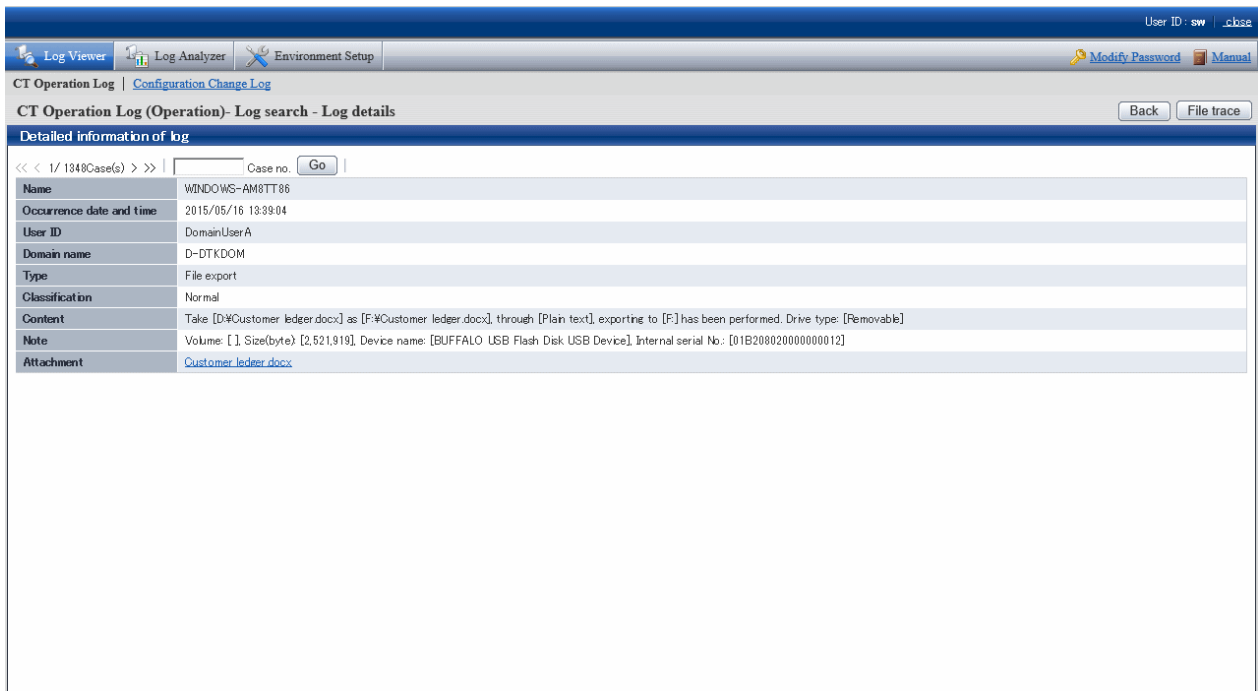 User ID : sw | close
Log Viewer Log Analyzer Environment Setup Modify Password Manual
CT Operation Log | Configuration Change Log
CT Operation Log (Operation)- Log search - Log details Back File trace
Detailed information of log
<< < 1/ 1348Case(s) > >> | Case no. Go |
Name WINDOWS-AM8TT86
Occurrence date and time 2015/05/16 13:39:04
User ID DomainUserA
Domain name D-DTKDOM
Type File export
Classification Normal
Content Take [D:¥Customer ledger.docx] as [F:¥Customer ledger.docx], through [Plain text], exporting to [F:] has been performed. Drive type: [Removable]
Note Volume: [ ], Size(byte): [2,521,919], Device name: [BUFFALO USB Flash Disk USB Device], Internal serial No.: [01B208020000000012]
Attachment Customer ledger.docx